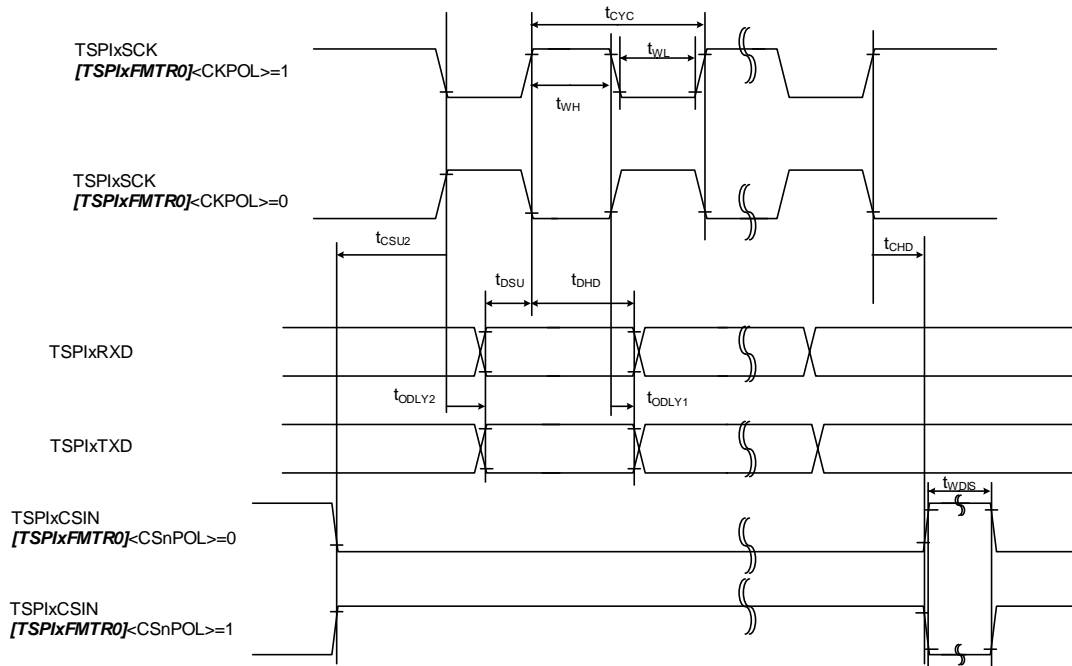 tCYC
TSPIxSCK
[TSPIxFMTR0]<CKPOL>=1
tWL
tWH
TSPIxSCK
[TSPIxFMTR0]<CKPOL>=0
tCSU2
tCHD
tDSU
tDHD
TSPIxRXD
tODLY2
tODLY1
TSPIxTXD
tWDIS
TSPIxCSIN
[TSPIxFMTR0]<CSnPOL>=0
TSPIxCSIN
[TSPIxFMTR0]<CSnPOL>=1